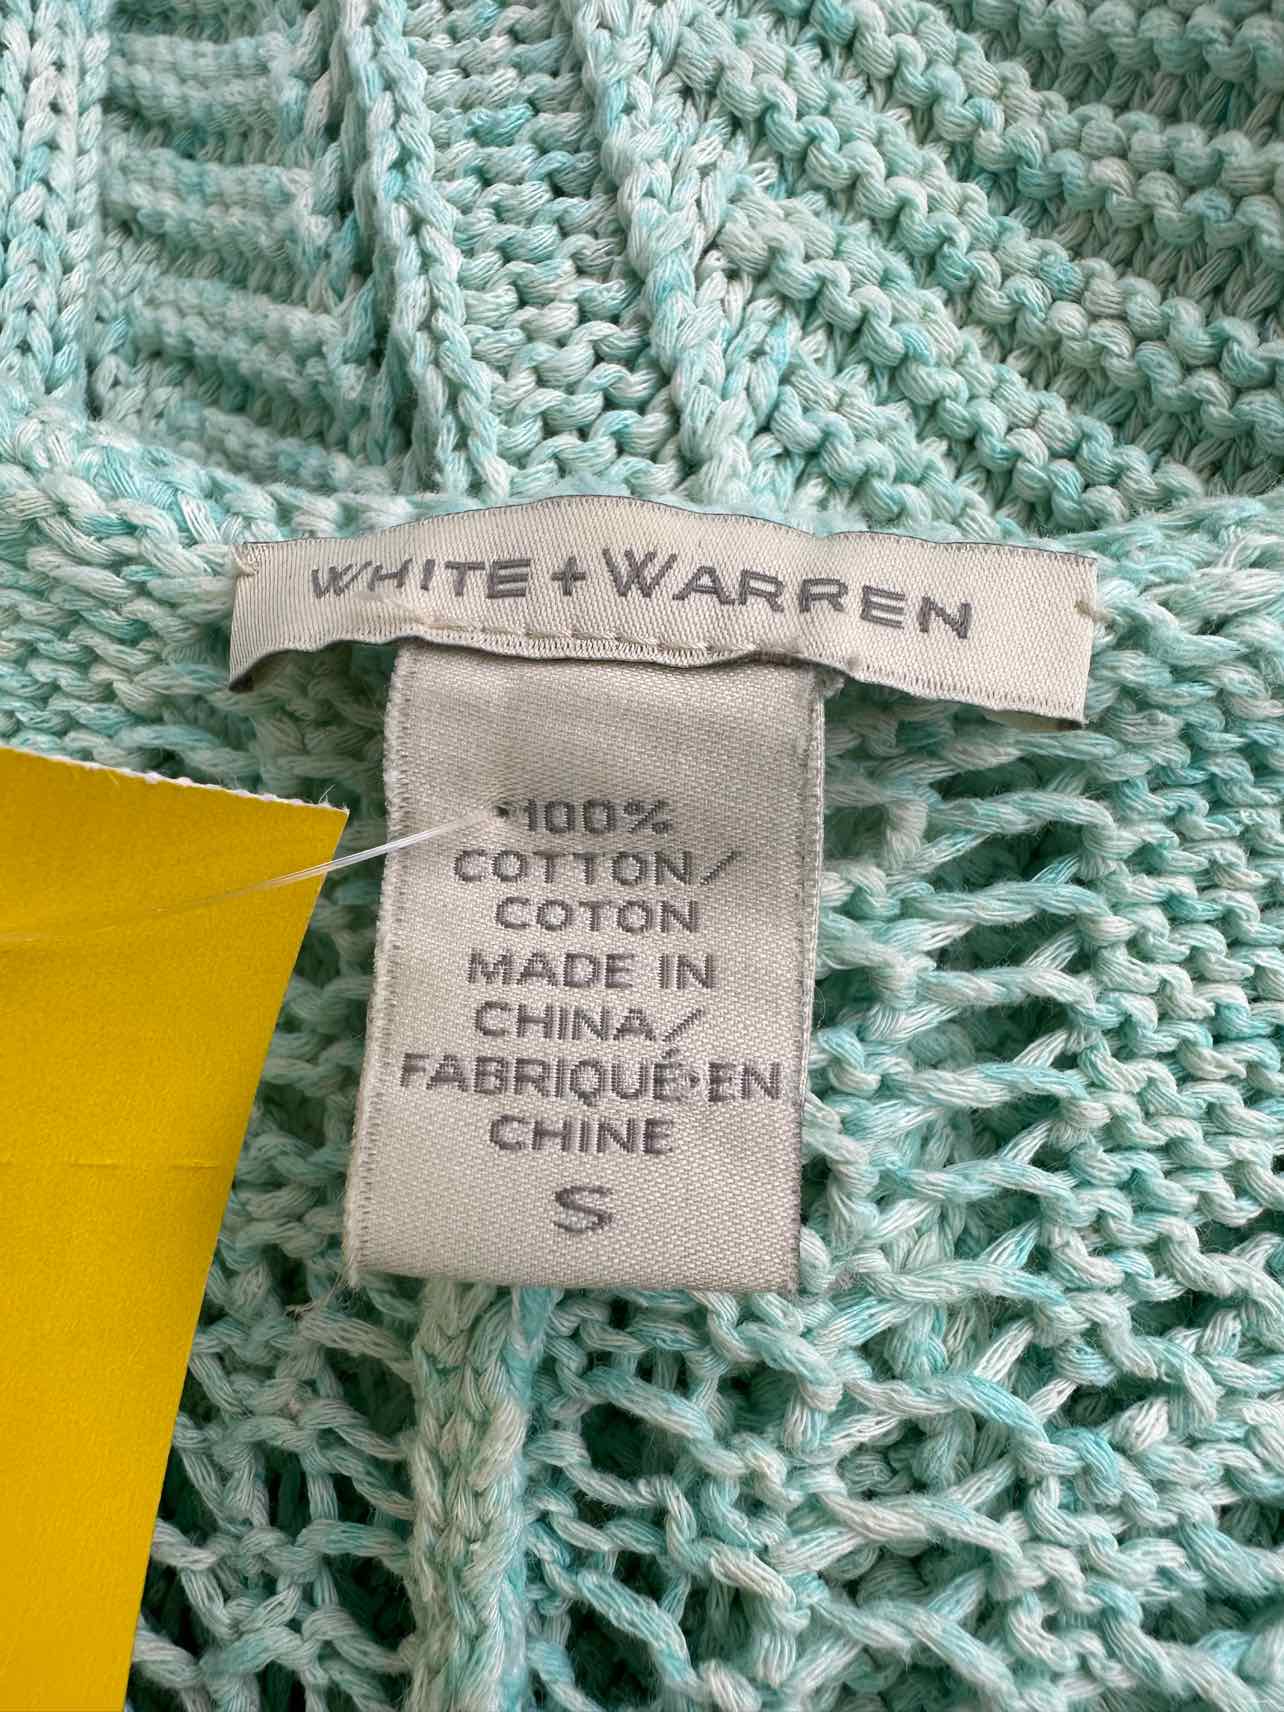 WHITE + WARREN
100%
COTTON/
COTON
MADE IN
CHINA/
FABRIQUÉ EN
CHINE
S